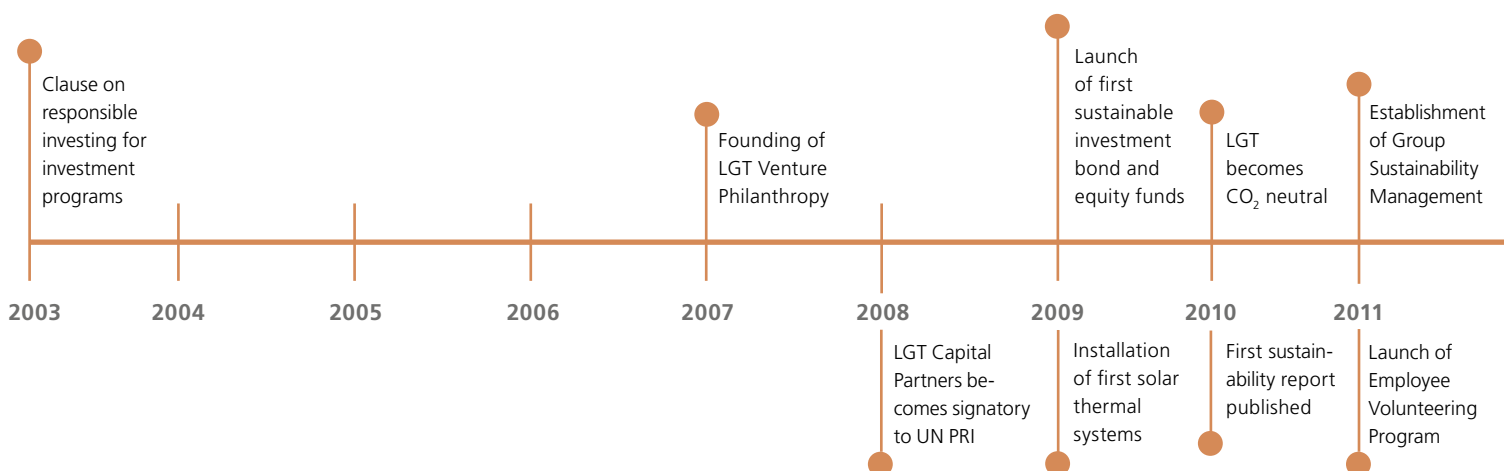 Clause on
responsible
investing for
investment
programs
Founding of
LGT Venture
Philanthropy
Launch
of first
sustainable
investment
bond and
equity funds
LGT
becomes
CO₂ neutral
Establishment
of Group
Sustainability
Management
2003 2004 2005 2006 2007 2008 2009 2010 2011
LGT Capital
Partners be-
comes signatory
to UN PRI
Installation
of first solar
thermal
systems
First sustain-
ability report
published
Launch of
Employee
Volunteering
Program